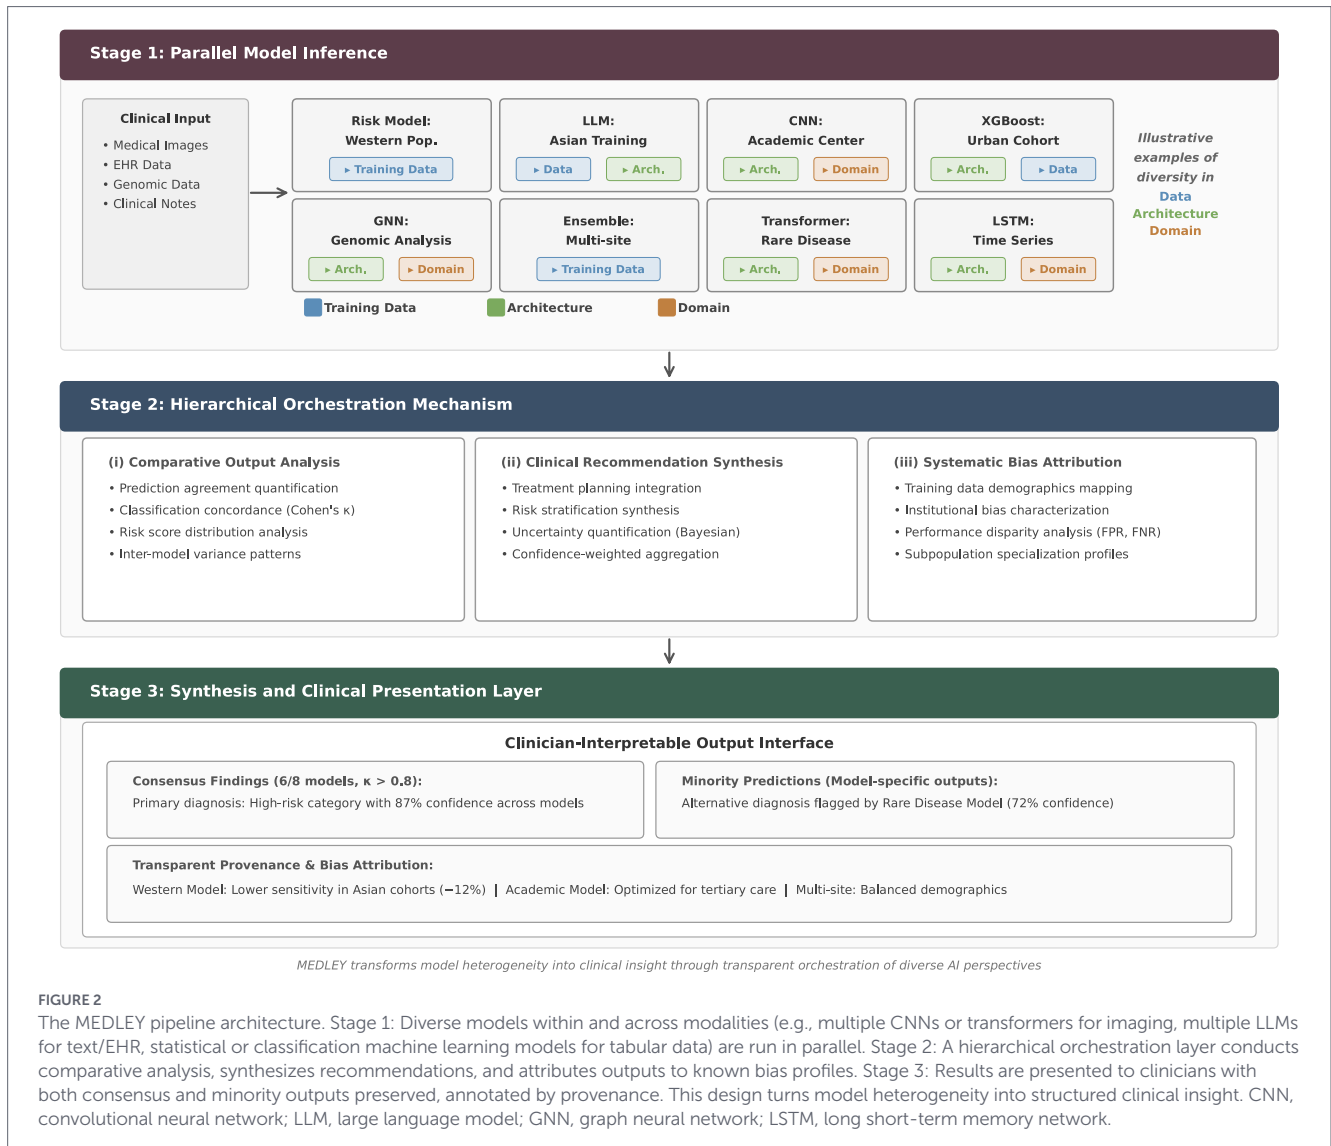 Stage 1: Parallel Model Inference
Clinical Input
• Medical Images
• EHR Data
• Genomic Data
• Clinical Notes
Risk Model:
Western Pop.
▸ Training Data
LLM:
Asian Training
▸ Data
▸ Arch.
CNN:
Academic Center
▸ Arch.
▸ Domain
XGBoost:
Urban Cohort
▸ Arch.
▸ Data
GNN:
Genomic Analysis
▸ Arch.
▸ Domain
Ensemble:
Multi-site
▸ Training Data
Transformer:
Rare Disease
▸ Arch.
▸ Domain
LSTM:
Time Series
▸ Arch.
▸ Domain
Illustrative
examples of
diversity in
Data
Architecture
Domain
Training Data
Architecture
Domain
Stage 2: Hierarchical Orchestration Mechanism
(i) Comparative Output Analysis
• Prediction agreement quantification
• Classification concordance (Cohen's κ)
• Risk score distribution analysis
• Inter-model variance patterns
(ii) Clinical Recommendation Synthesis
• Treatment planning integration
• Risk stratification synthesis
• Uncertainty quantification (Bayesian)
• Confidence-weighted aggregation
(iii) Systematic Bias Attribution
• Training data demographics mapping
• Institutional bias characterization
• Performance disparity analysis (FPR, FNR)
• Subpopulation specialization profiles
Stage 3: Synthesis and Clinical Presentation Layer
Clinician-Interpretable Output Interface
Consensus Findings (6/8 models, κ > 0.8):
Primary diagnosis: High-risk category with 87% confidence across models
Minority Predictions (Model-specific outputs):
Alternative diagnosis flagged by Rare Disease Model (72% confidence)
Transparent Provenance & Bias Attribution:
Western Model: Lower sensitivity in Asian cohorts (−12%) | Academic Model: Optimized for tertiary care | Multi-site: Balanced demographics
MEDLEY transforms model heterogeneity into clinical insight through transparent orchestration of diverse AI perspectives
FIGURE 2
The MEDLEY pipeline architecture. Stage 1: Diverse models within and across modalities (e.g., multiple CNNs or transformers for imaging, multiple LLMs
for text/EHR, statistical or classification machine learning models for tabular data) are run in parallel. Stage 2: A hierarchical orchestration layer conducts
comparative analysis, synthesizes recommendations, and attributes outputs to known bias profiles. Stage 3: Results are presented to clinicians with
both consensus and minority outputs preserved, annotated by provenance. This design turns model heterogeneity into structured clinical insight. CNN,
convolutional neural network; LLM, large language model; GNN, graph neural network; LSTM, long short-term memory network.